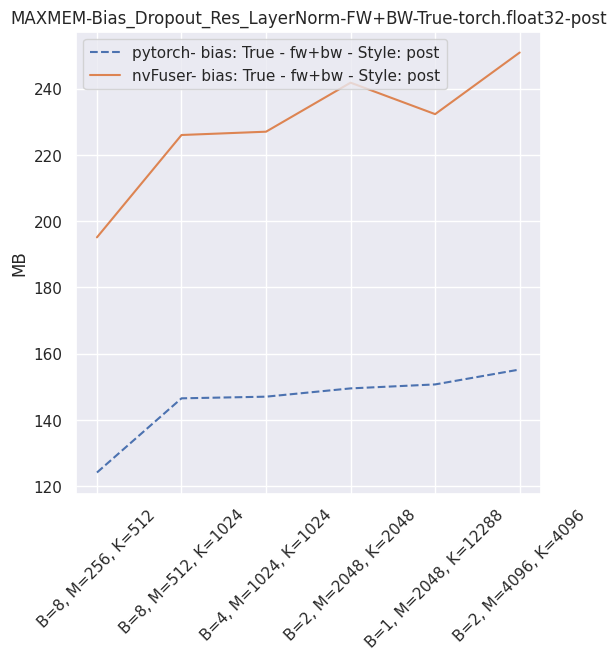 MAXMEM-Bias_Dropout_Res_LayerNorm-FW+BW-True-torch.float32-post
pytorch- bias: True - fw+bw - Style: post
nvFuser- bias: True - fw+bw - Style: post
240
220
200
180
160
140
120
MB
B=8, M=256, K=512
B=8, M=512, K=1024
B=4, M=1024, K=1024
B=2, M=2048, K=2048
B=1, M=2048, K=12288
B=2, M=4096, K=4096